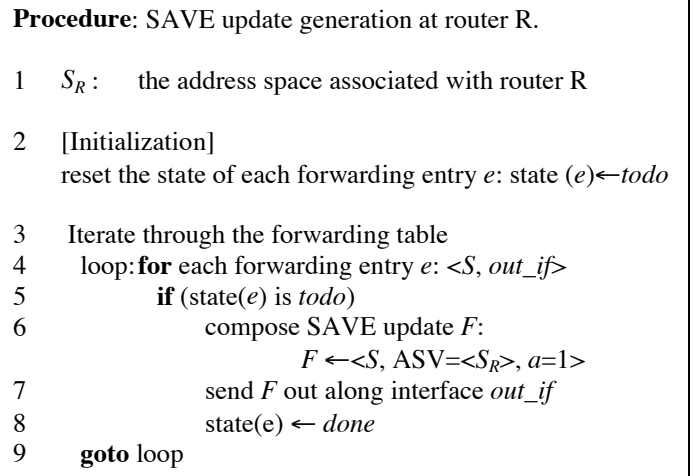 Procedure: SAVE update generation at router R.
1 S_R : the address space associated with router R
2 [Initialization]
reset the state of each forwarding entry e: state (e)←todo
3 Iterate through the forwarding table
4 loop: for each forwarding entry e: <S, out_if>
5 if (state(e) is todo)
6 compose SAVE update F:
F ←<S, ASV=<S_R>, a=1>
7 send F out along interface out_if
8 state(e) ← done
9 goto loop